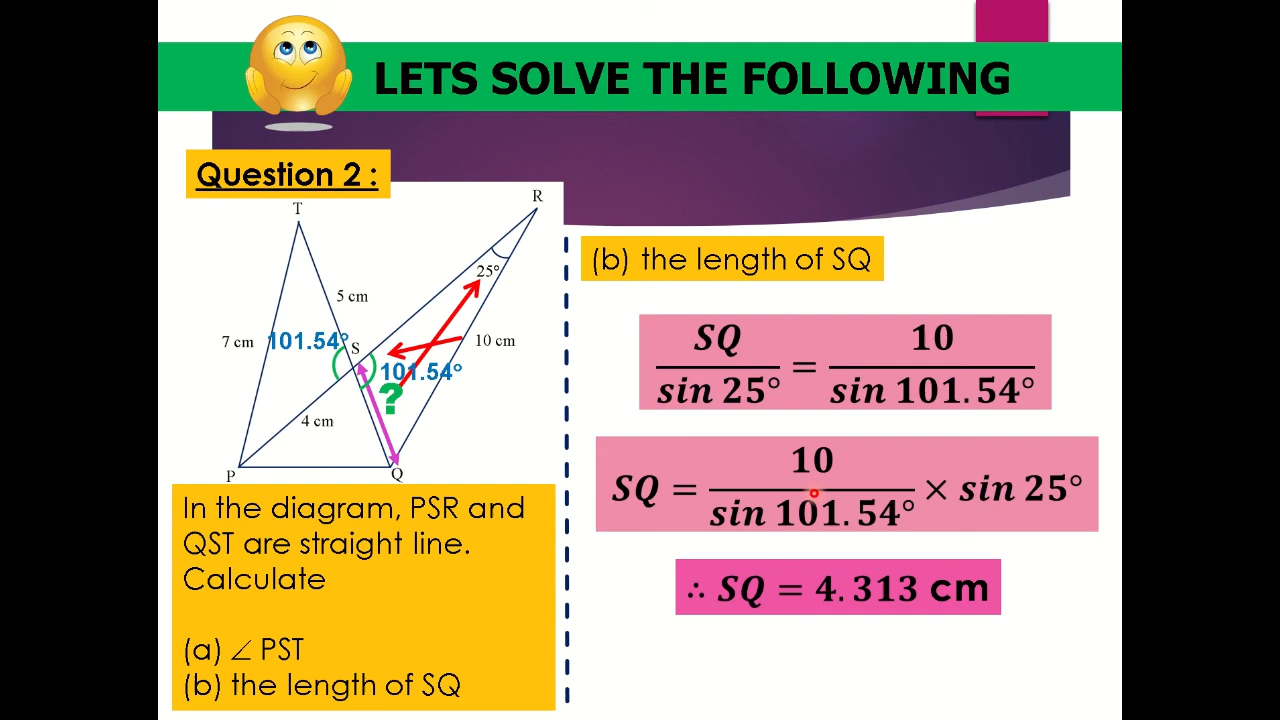 LETS SOLVE THE FOLLOWING
Question 2 :
T
R
25°
5 cm
7 cm
101.54°
S
10 cm
101.54°
?
4 cm
P
Q
In the diagram, PSR and
QST are straight line.
Calculate
(a) ∠ PST
(b) the length of SQ
(b) the length of SQ
SQ / sin 25° = 10 / sin 101.54°
SQ = 10 / sin 101.54° × sin 25°
∴ SQ = 4.313 cm